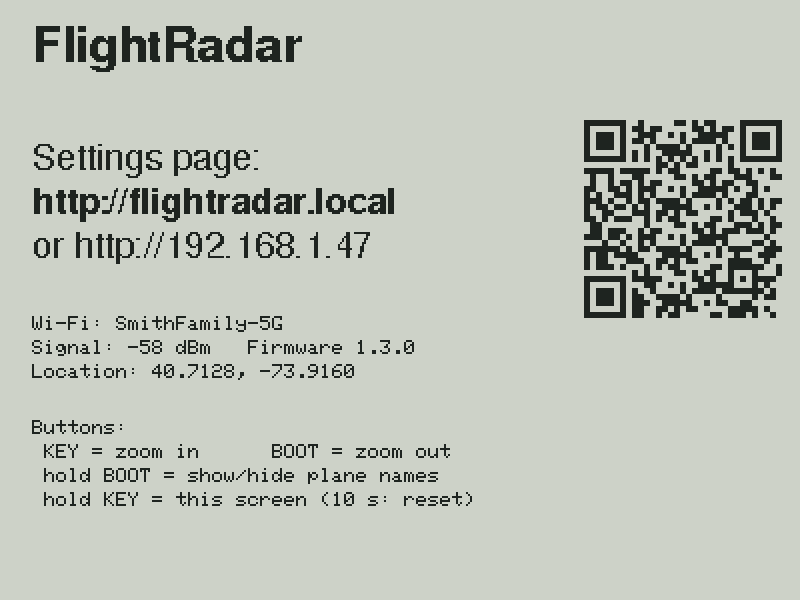 FlightRadar
Settings page:
http://flightradar.local
or http://192.168.1.47
Wi-Fi: SmithFamily-5G
Signal: -58 dBm   Firmware 1.3.0
Location: 40.7128, -73.9160
Buttons:
KEY = zoom in      BOOT = zoom out
hold BOOT = show/hide plane names
hold KEY = this screen (10 s: reset)